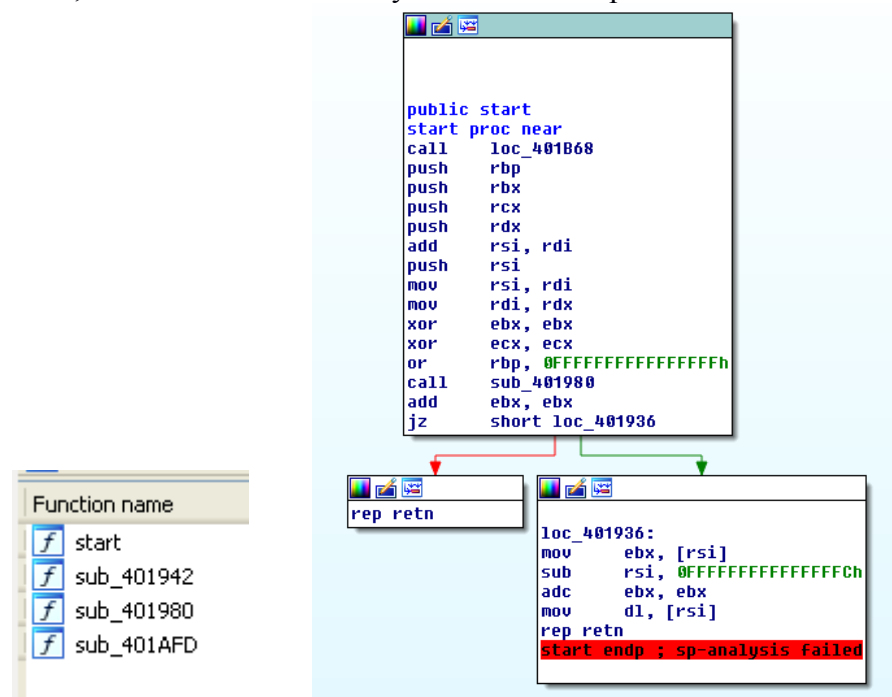 public start
start proc near
call loc_401B68
push rbp
push rbx
push rcx
push rdx
add rsi, rdi
push rsi
mov rsi, rdi
mov rdi, rdx
xor ebx, ebx
xor ecx, ecx
or rbp, 0FFFFFFFFFFFFFFFFh
call sub_401980
add ebx, ebx
jz short loc_401936
Function name
f start
f sub_401942
f sub_401980
f sub_401AFD
rep retn
loc_401936:
mov ebx, [rsi]
sub rsi, 0FFFFFFFFFFFFFFFCh
adc ebx, ebx
mov dl, [rsi]
rep retn
start endp ; sp-analysis failed